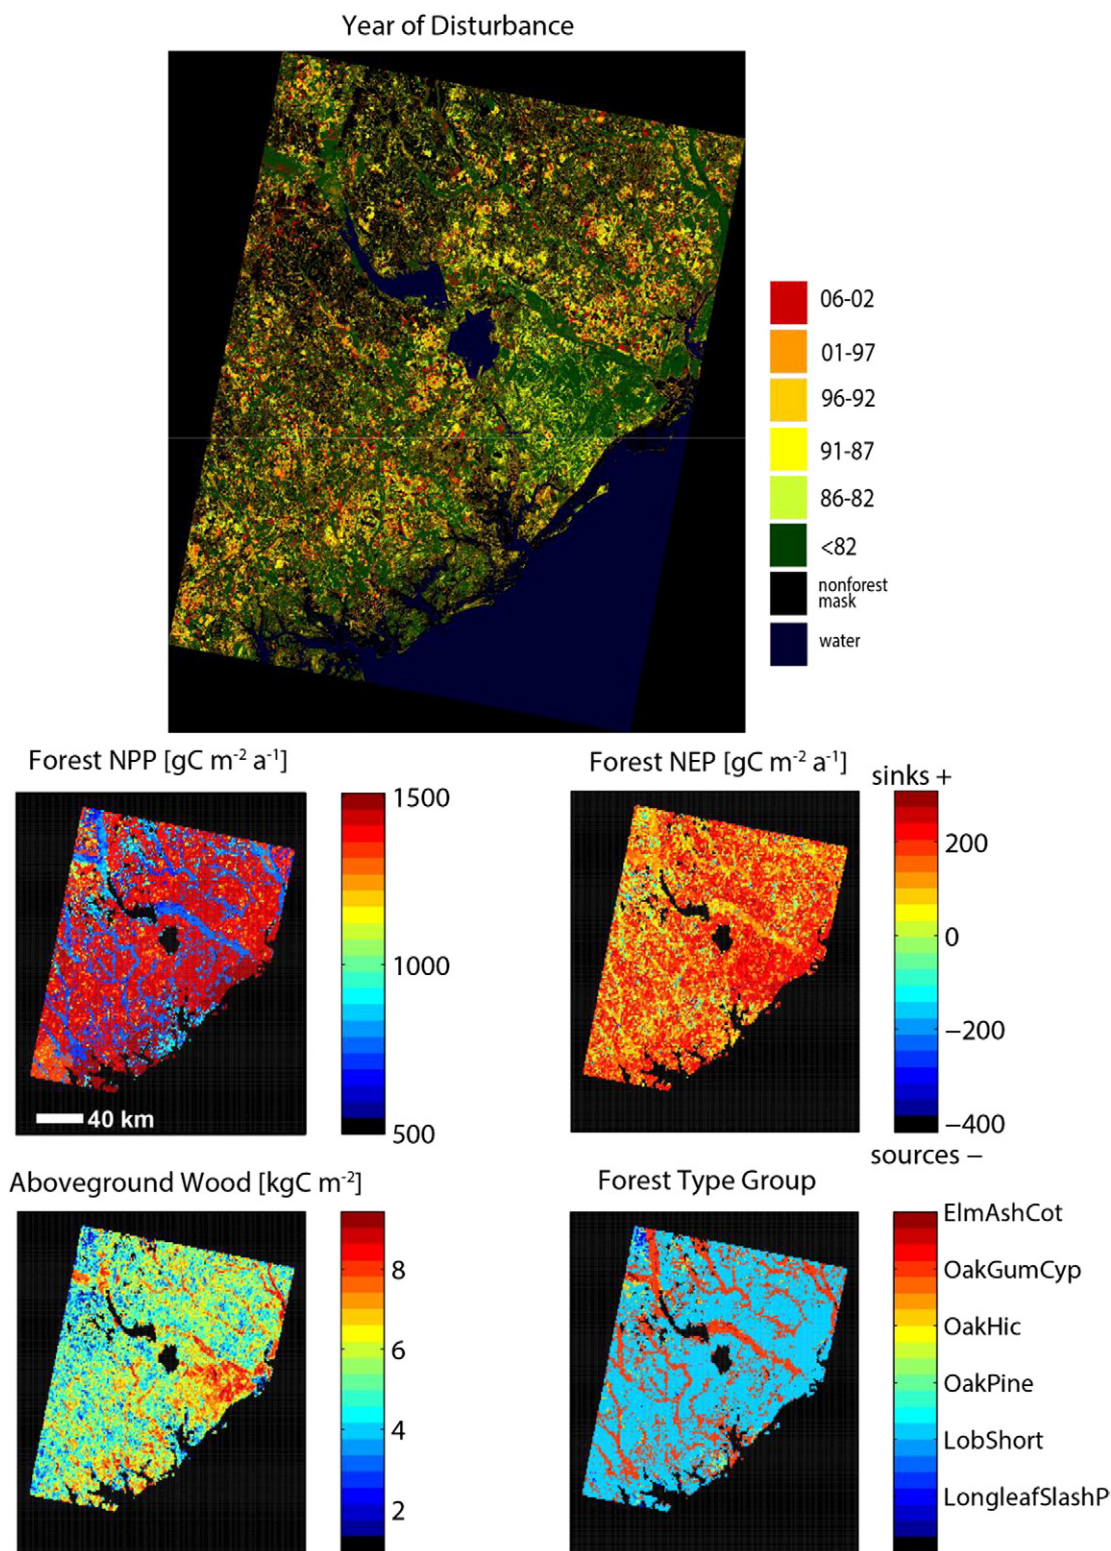 Year of Disturbance
06-02
01-97
96-92
91-87
86-82
<82
nonforest
mask
water
Forest NPP [gC m⁻² a⁻¹]
1500
1000
500
40 km
Forest NEP [gC m⁻² a⁻¹]
sinks +
200
0
−200
−400
sources −
Aboveground Wood [kgC m⁻²]
8
6
4
2
Forest Type Group
ElmAshCot
OakGumCyp
OakHic
OakPine
LobShort
LongleafSlashP